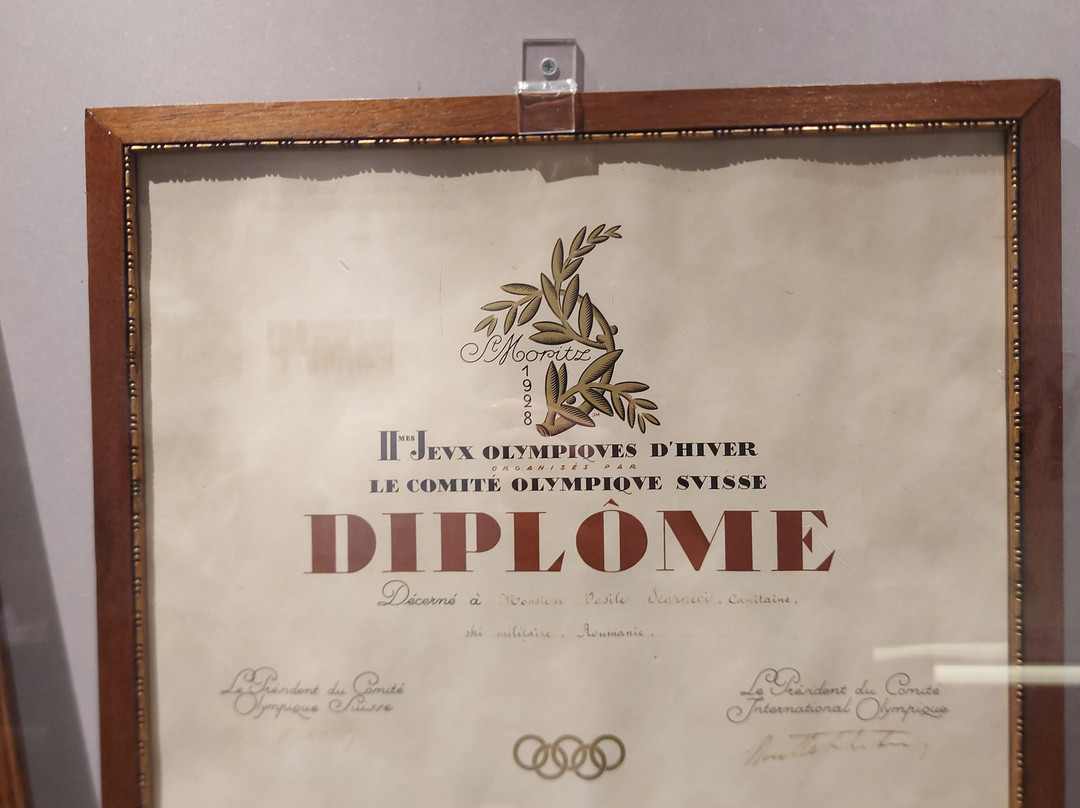 St Moritz
1928
IIMES JEVX OLYMPIQVES D'HIVER
ORGANISÉS PAR
LE COMITÉ OLYMPIQVE SVISSE
DIPLÔME
Décerné à Monsieur Vasile Capitaine,
ski militaire, Roumanie.
Le Président du Comité
Olympique Suisse
Le Président du Comité
International Olympique